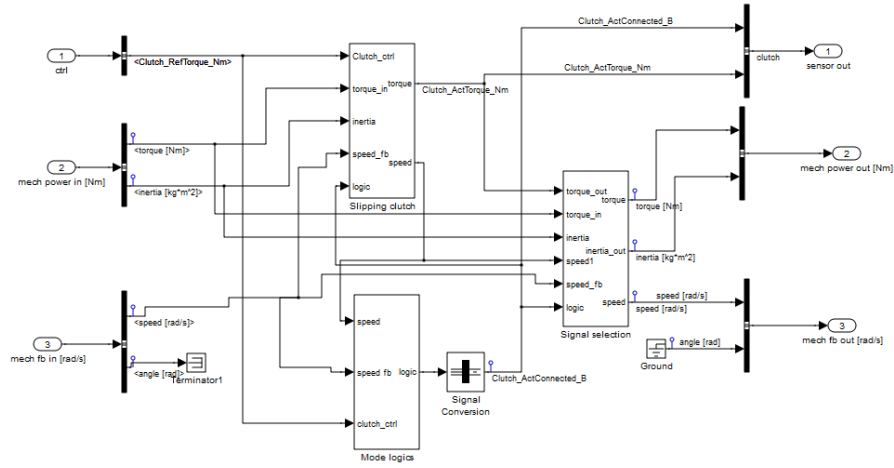 Clutch_ActConnected_B
1
ctrl
<Clutch_RefTorque_Nm>
Clutch_ctrl
torque_in
inertia
speed_fb
logic
torque
speed
Slipping clutch
Clutch_ActTorque_Nm
Clutch_ActTorque_Nm
clutch
1
sensor out
2
mech power in [Nm]
<torque [Nm]>
<inertia [kg*m^2]>
torque_out
torque_in
inertia
speed1
speed_fb
logic
torque
inertia_out
speed
Signal selection
torque [Nm]
inertia [kg*m^2]
speed [rad/s]
speed [rad/s]
2
mech power out [Nm]
3
mech fb in [rad/s]
<speed [rad/s]>
<angle [rad]>
Terminator1
speed
speed fb
clutch_ctrl
logic
Mode logics
Signal
Conversion
Clutch_ActConnected_B
angle [rad]
Ground
3
mech fb out [rad/s]